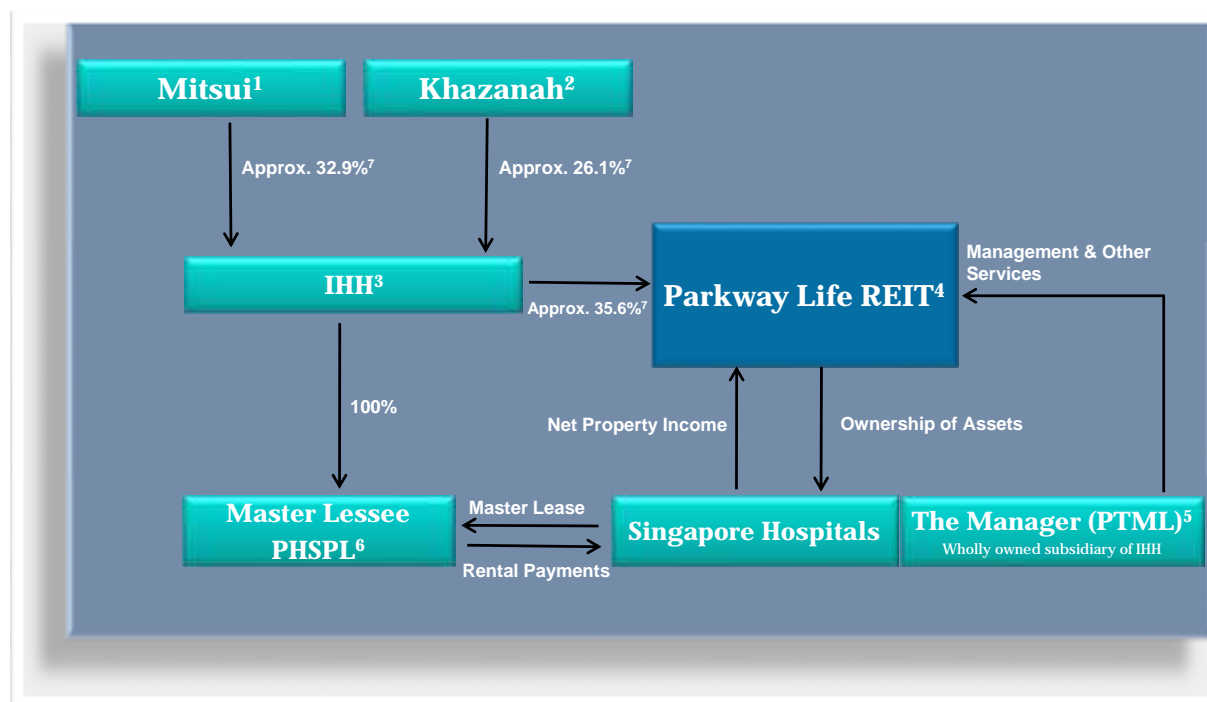 Mitsui¹
Khazanah²
Approx. 32.9%⁷
Approx. 26.1%⁷
IHH³
Approx. 35.6%⁷
Parkway Life REIT⁴
Management & Other
Services
100%
Net Property Income
Ownership of Assets
Master Lessee
PHSPL⁶
Master Lease
Rental Payments
Singapore Hospitals
The Manager (PTML)⁵
Wholly owned subsidiary of IHH